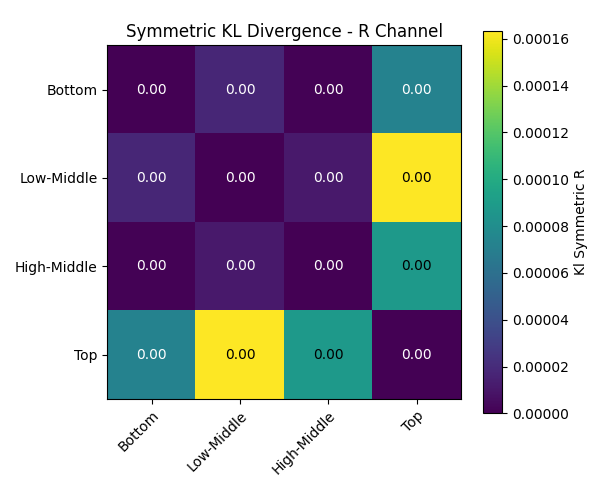 Symmetric KL Divergence - R Channel
Bottom 0.00 0.00 0.00 0.00
Low-Middle 0.00 0.00 0.00 0.00
High-Middle 0.00 0.00 0.00 0.00
Top 0.00 0.00 0.00 0.00
Bottom Low-Middle High-Middle Top
0.00016
0.00014
0.00012
0.00010
0.00008
0.00006
0.00004
0.00002
0.00000
Kl Symmetric R